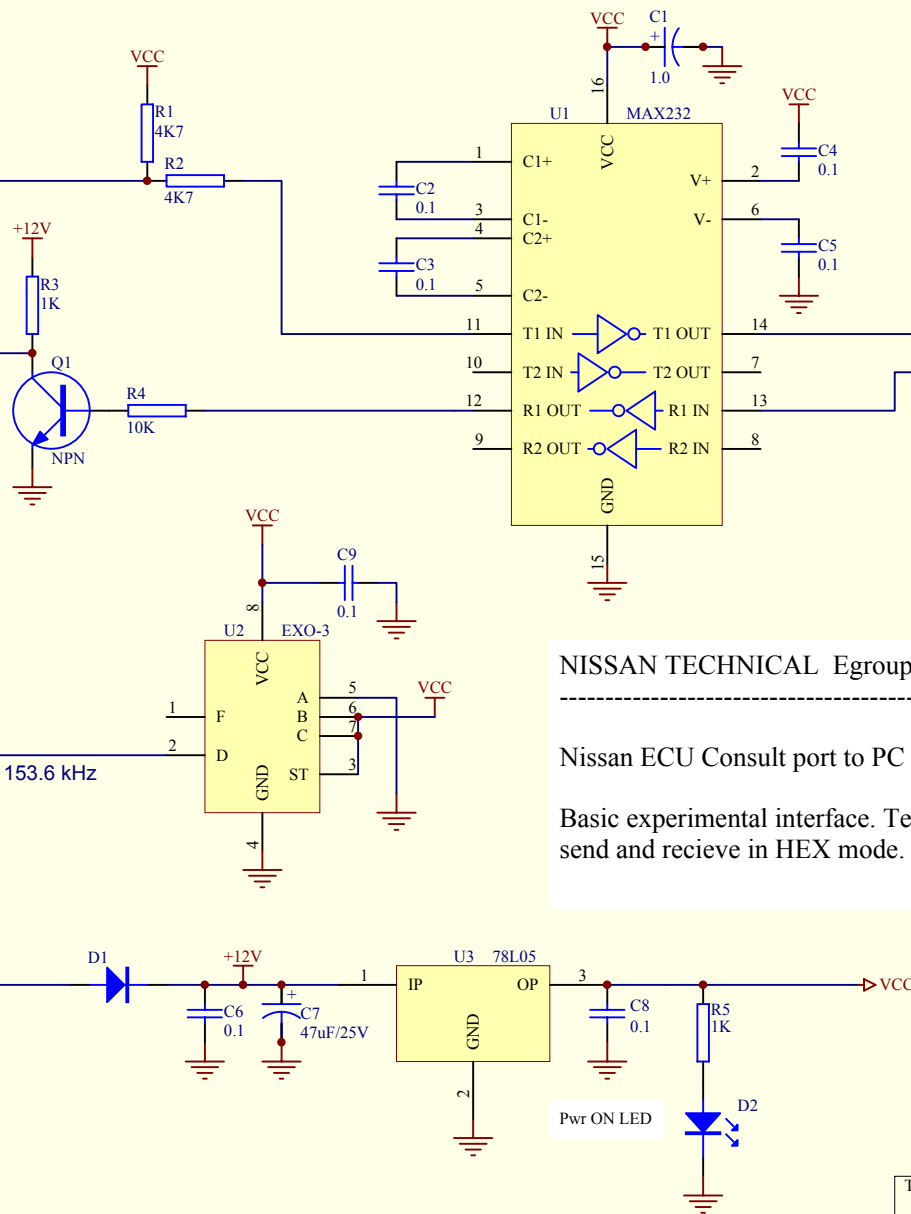 VCC
C1
+
1.0
VCC
R1
4K7
R2
4K7
16
U1 MAX232
VCC
VCC
C4
0.1
1
C1+
C2
0.1
3
C1-
4
C2+
C3
0.1
5
C2-
V+
2
V-
6
C5
0.1
+12V
R3
1K
11
T1 IN
T1 OUT
14
10
T2 IN
T2 OUT
7
12
R1 OUT
R1 IN
13
9
R2 OUT
R2 IN
8
Q1
NPN
R4
10K
GND
15
VCC
C9
0.1
8
U2 EXO-3
VCC
A
5
B
6
C
7
ST
3
VCC
1
F
2
D
153.6 kHz
GND
4
NISSAN TECHNICAL Egroup
----------------------------------------
Nissan ECU Consult port to PC
Basic experimental interface. Te
send and recieve in HEX mode.
D1
+12V
C6
0.1
+
C7
47uF/25V
1
U3 78L05
IP
OP
GND
3
2
C8
0.1
R5
1K
VCC
Pwr ON LED
D2
T